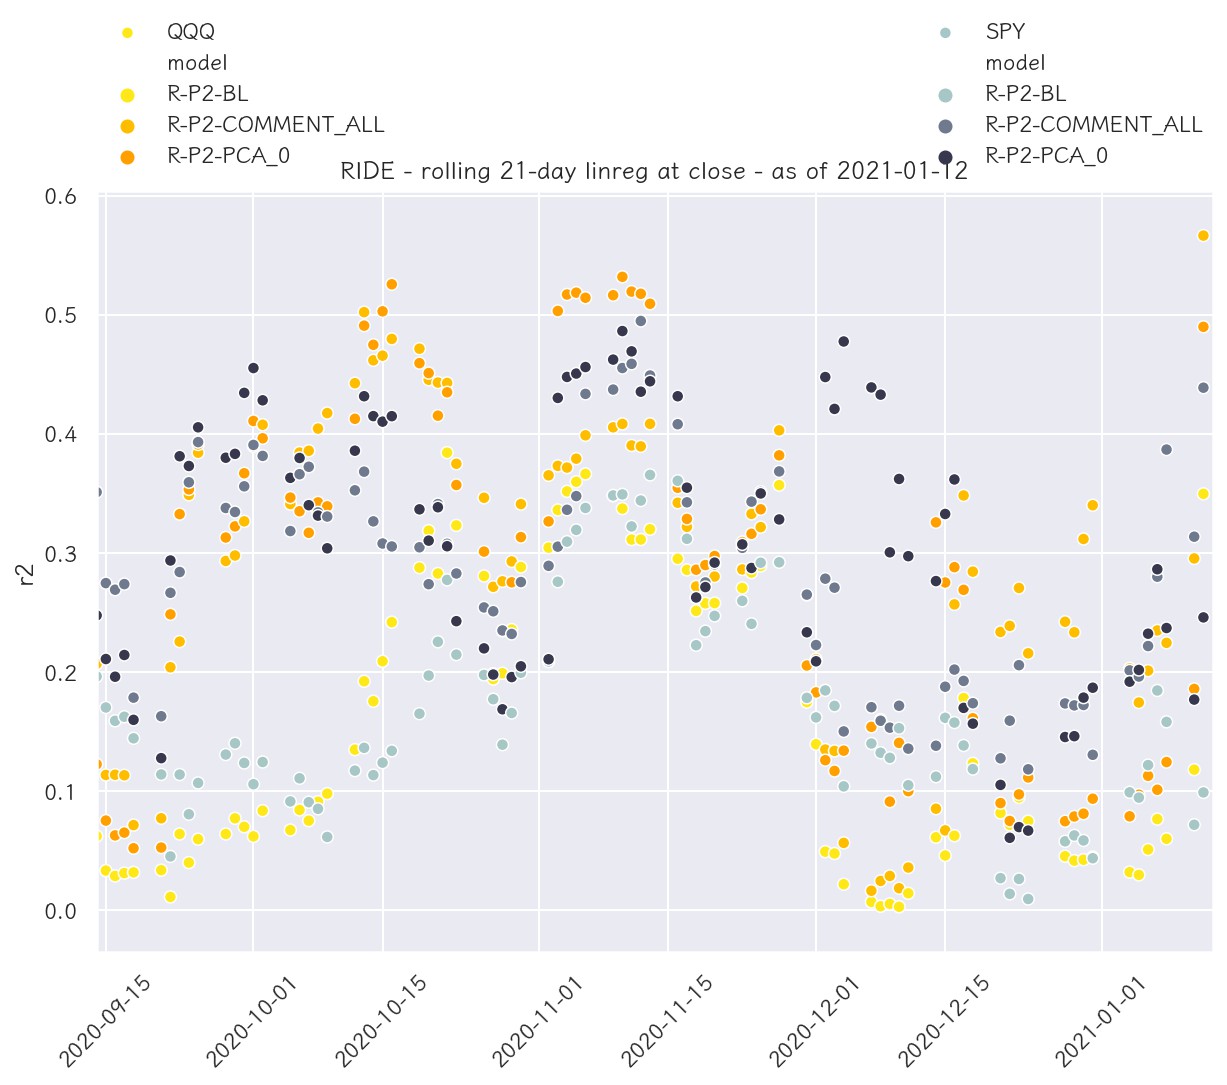 QQQ
model
R-P2-BL
R-P2-COMMENT_ALL
R-P2-PCA_0
SPY
model
R-P2-BL
R-P2-COMMENT_ALL
R-P2-PCA_0
RIDE - rolling 21-day linreg at close - as of 2021-01-12
r2
0.6
0.5
0.4
0.3
0.2
0.1
0.0
2020-09-15
2020-10-01
2020-10-15
2020-11-01
2020-11-15
2020-12-01
2020-12-15
2021-01-01